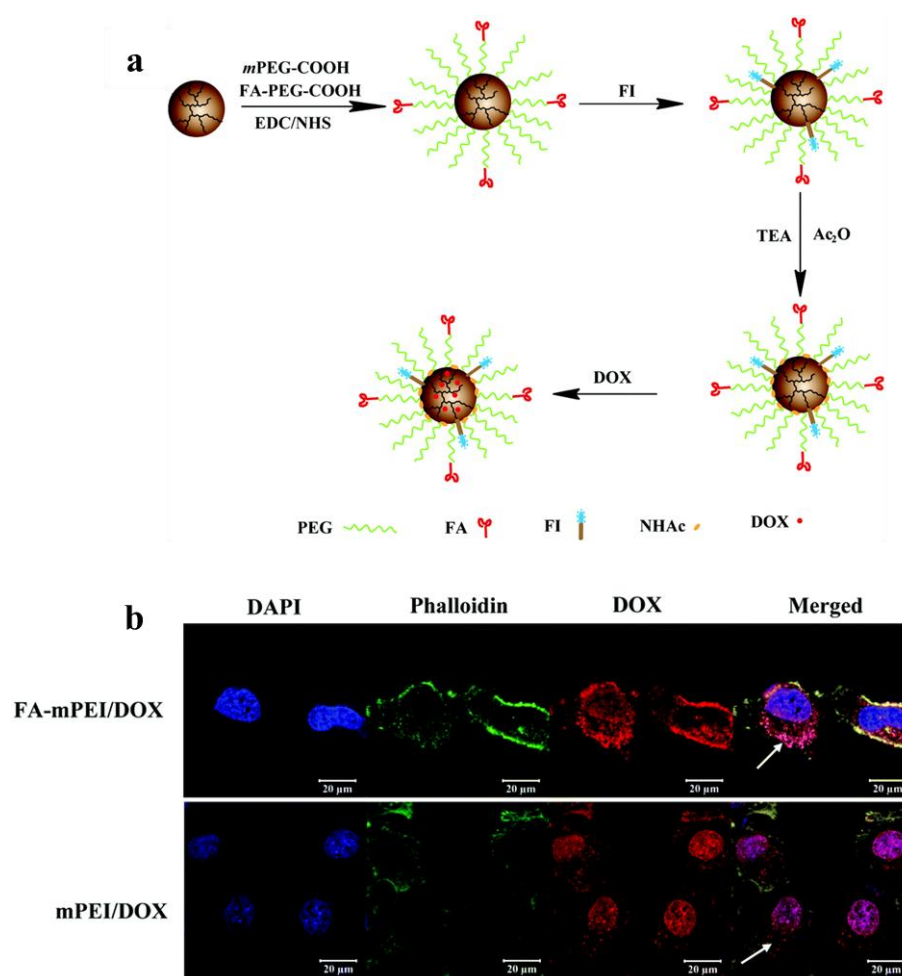 a
mPEG-COOH
FA-PEG-COOH
EDC/NHS
FI
TEA Ac₂O
DOX
PEG FA FI NHAc DOX
b
DAPI Phalloidin DOX Merged
FA-mPEI/DOX
20 µm 20 µm 20 µm 20 µm
mPEI/DOX
20 µm 20 µm 20 µm 20 µm